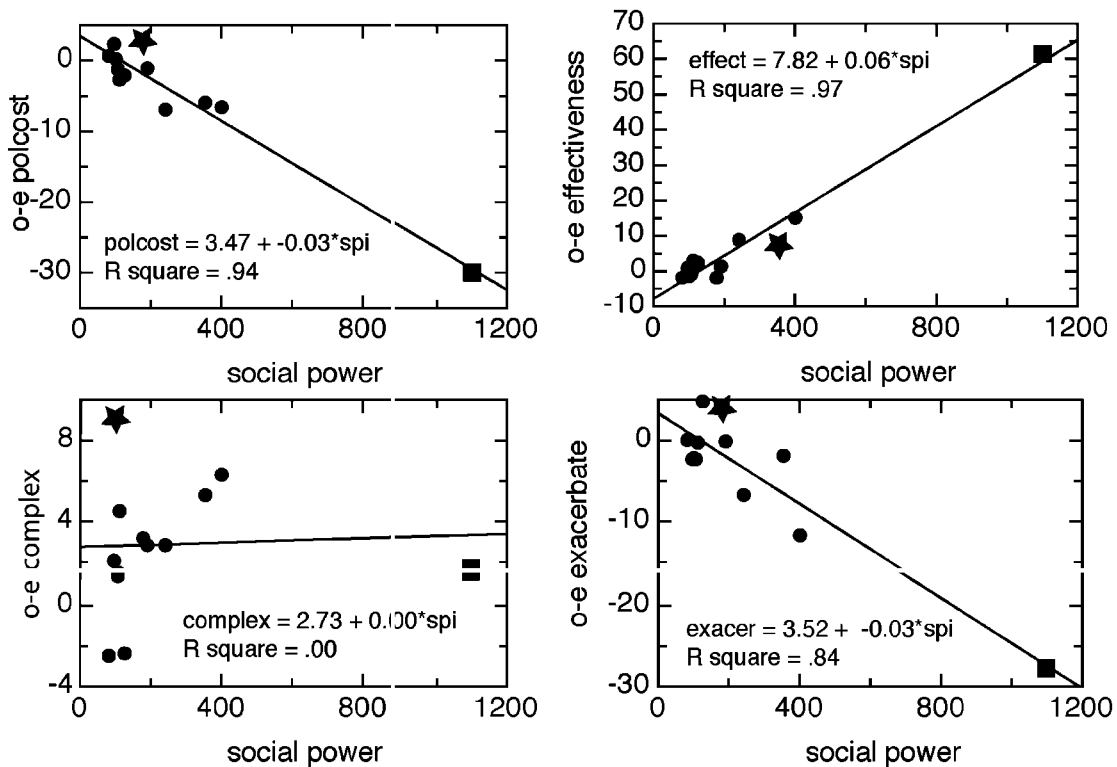 0
-10
-20
-30
o-e polcost
polcost = 3.47 + -0.03*spi
R square = .94
0 400 800 1200
social power
70
60
50
40
30
20
10
0
-10
o-e effectiveness
effect = 7.82 + 0.06*spi
R square = .97
0 400 800 1200
social power
8
4
0
-4
o-e complex
complex = 2.73 + 0.00*spi
R square = .00
0 400 800 1200
social power
0
-10
-20
-30
o-e exacerbate
exacer = 3.52 + -0.03*spi
R square = .84
0 400 800 1200
social power